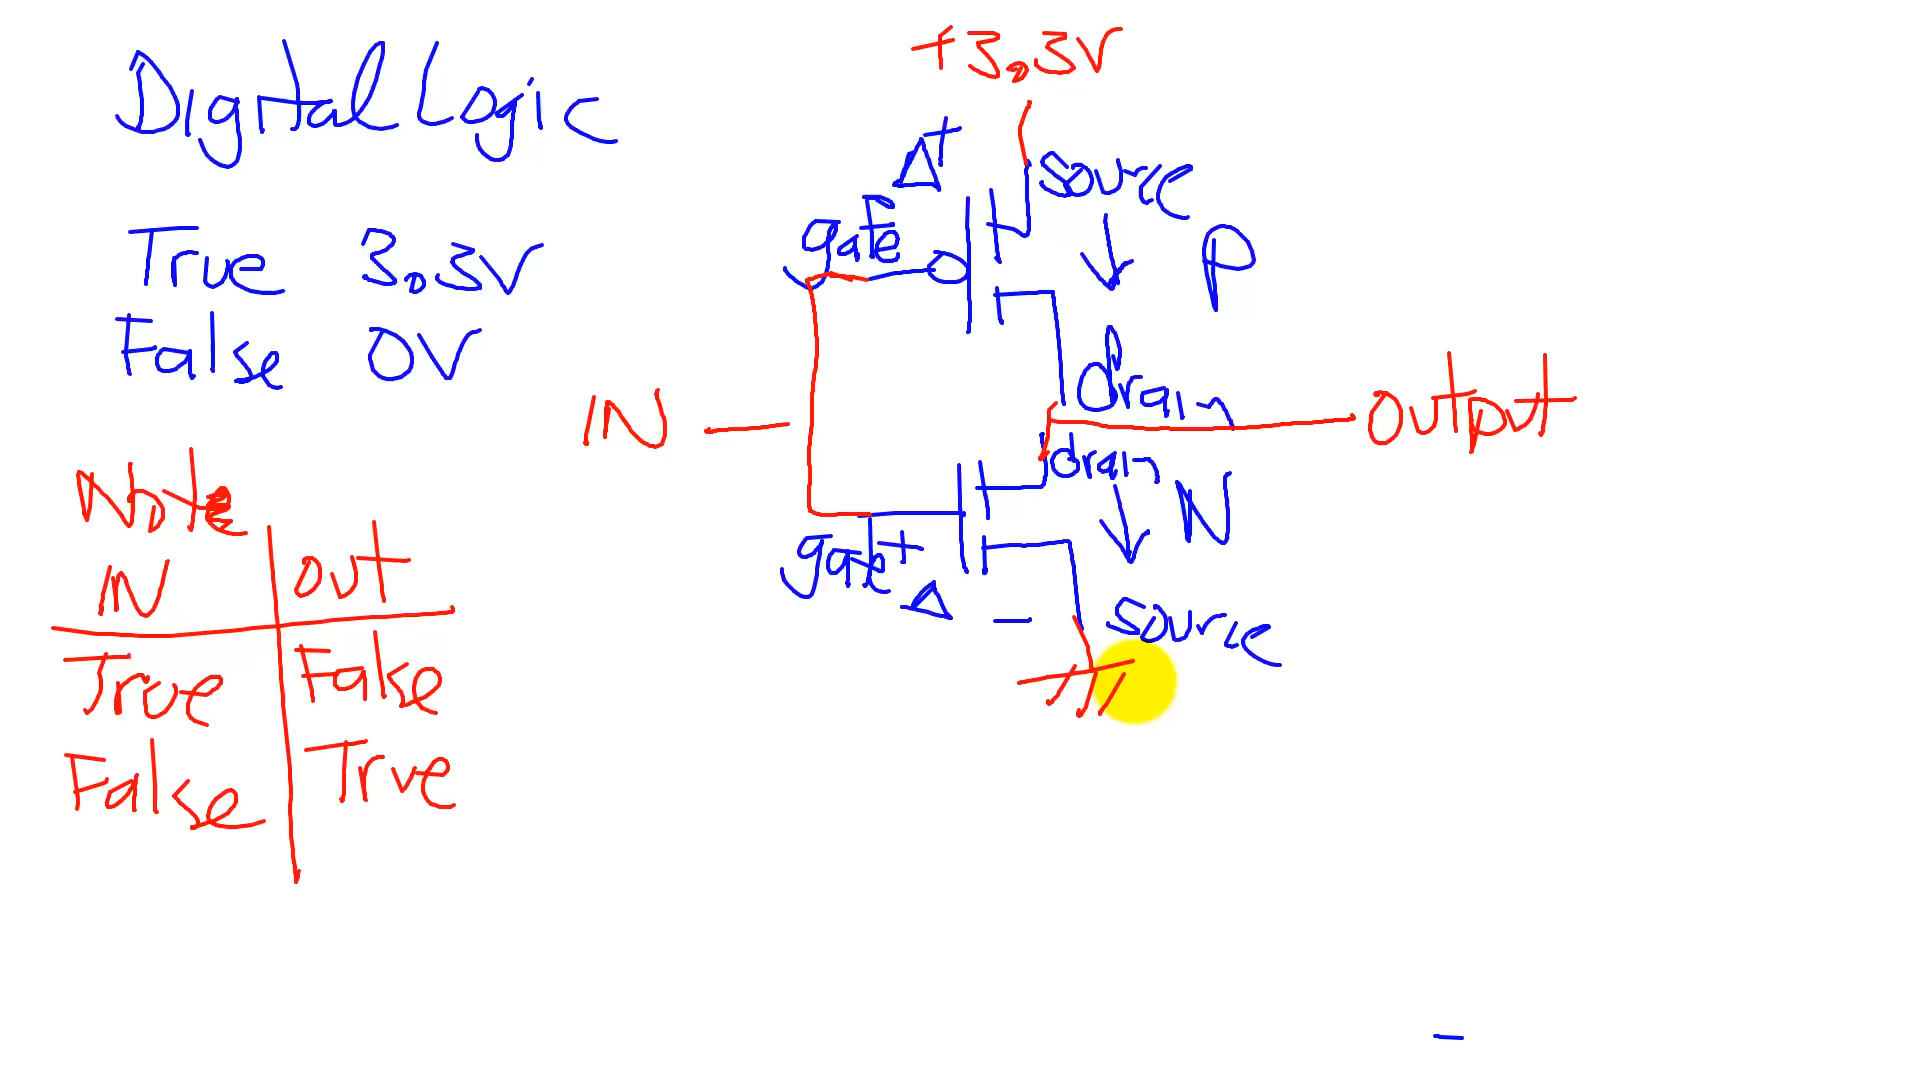 Digital Logic
True 3.3V
False 0V
Note
IN OUT
True False
False True
+3.3V
Δ+
source
gate
P
drain
IN
output
drain
N
gate
+
Δ
−
source